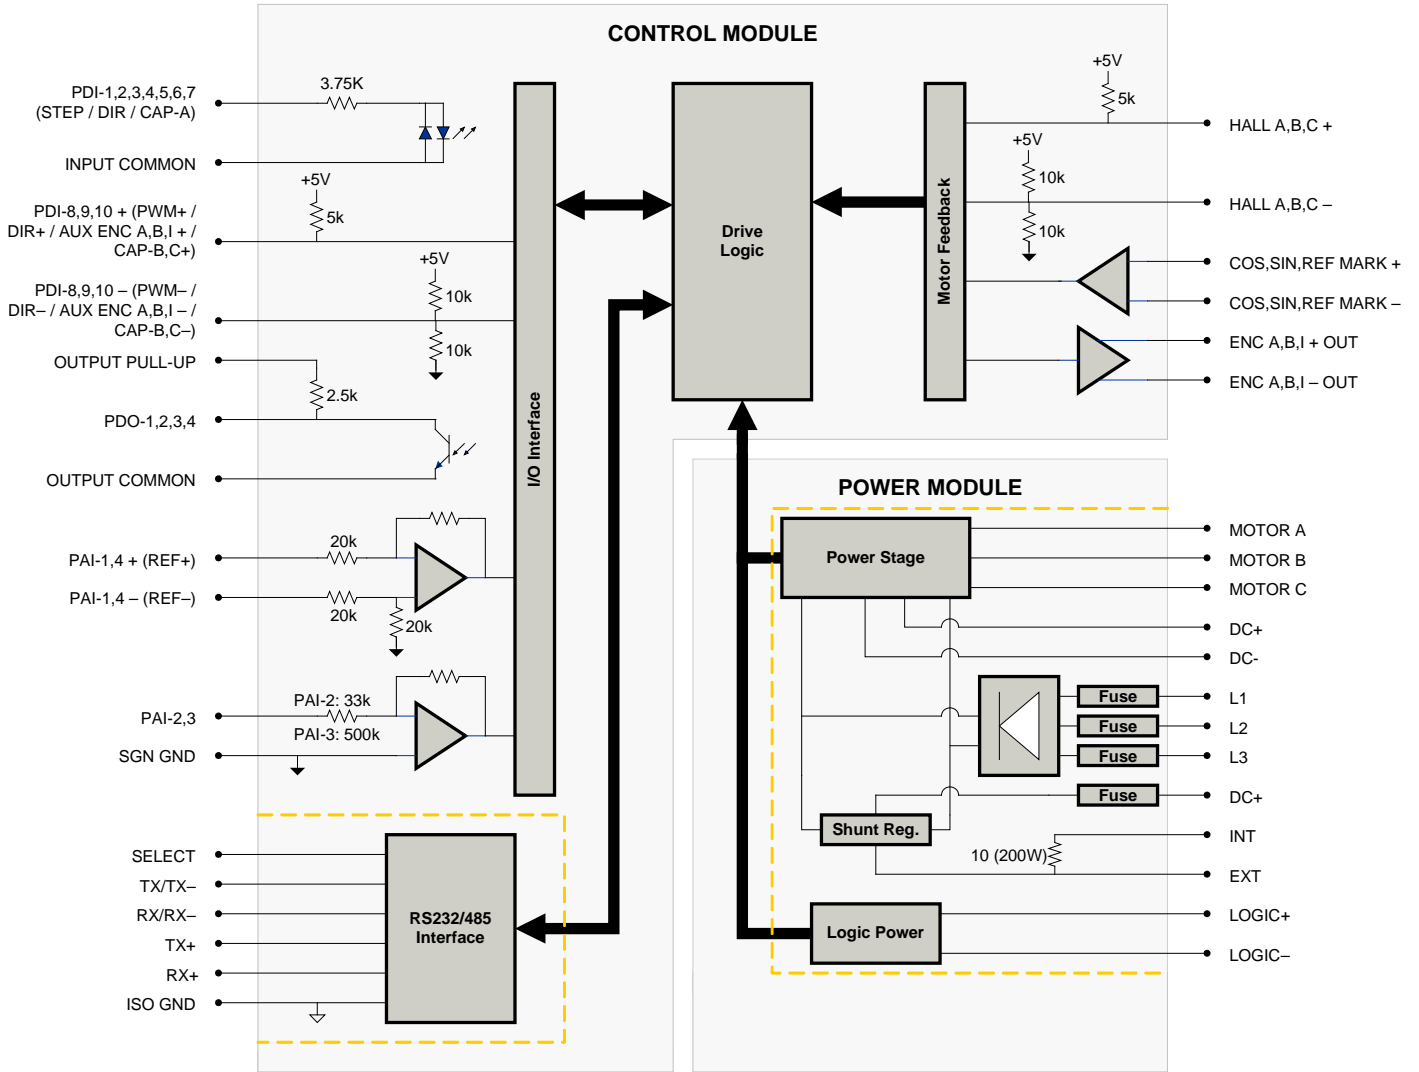 CONTROL MODULE
PDI-1,2,3,4,5,6,7
(STEP / DIR / CAP-A)
3.75K
INPUT COMMON
+5V
PDI-8,9,10 + (PWM+ /
DIR+ / AUX ENC A,B,I + /
CAP-B,C+)
5k
+5V
PDI-8,9,10 – (PWM– /
DIR– / AUX ENC A,B,I – /
CAP-B,C–)
10k
10k
OUTPUT PULL-UP
2.5k
PDO-1,2,3,4
OUTPUT COMMON
20k
PAI-1,4 + (REF+)
PAI-1,4 – (REF–)
20k
20k
PAI-2: 33k
PAI-2,3
PAI-3: 500k
SGN GND
I/O Interface
SELECT
TX/TX–
RX/RX–
TX+
RX+
ISO GND
RS232/485
Interface
Drive
Logic
Motor Feedback
+5V
5k
HALL A,B,C +
+5V
10k
HALL A,B,C –
10k
COS,SIN,REF MARK +
COS,SIN,REF MARK –
ENC A,B,I + OUT
ENC A,B,I – OUT
POWER MODULE
Power Stage
MOTOR A
MOTOR B
MOTOR C
DC+
DC-
Fuse
L1
Fuse
L2
Fuse
L3
Fuse
DC+
Shunt Reg.
INT
10 (200W)
EXT
Logic Power
LOGIC+
LOGIC–